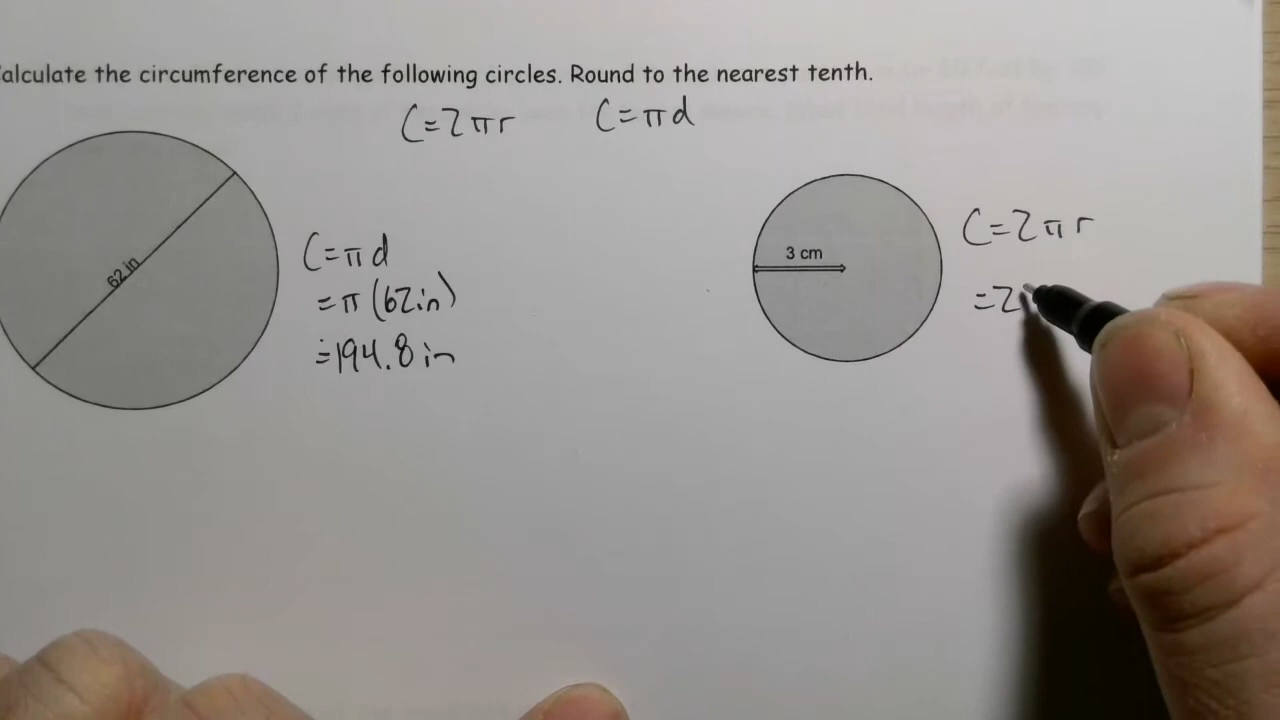 alculate the circumference of the following circles. Round to the nearest tenth.
C=2πr C=πd
62 in
C=πd
=π(62in)
≐194.8in
3 cm
C=2πr
=2